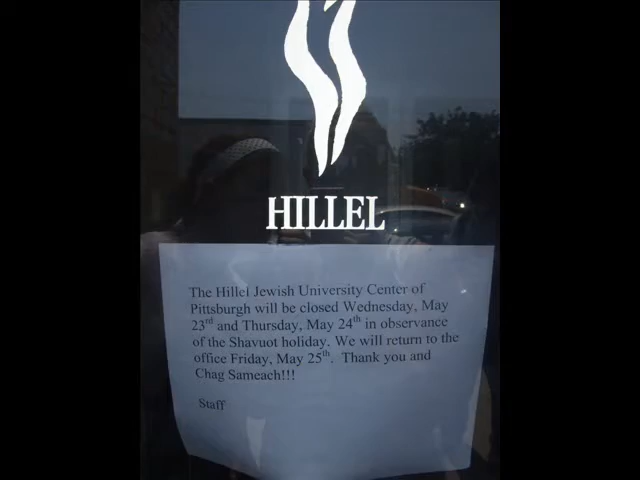 HILLEL
The Hillel Jewish University Center of
Pittsburgh will be closed Wednesday, May
23rd and Thursday, May 24th in observance
of the Shavuot holiday. We will return to the
office Friday, May 25th. Thank you and
Chag Sameach!!!
Staff